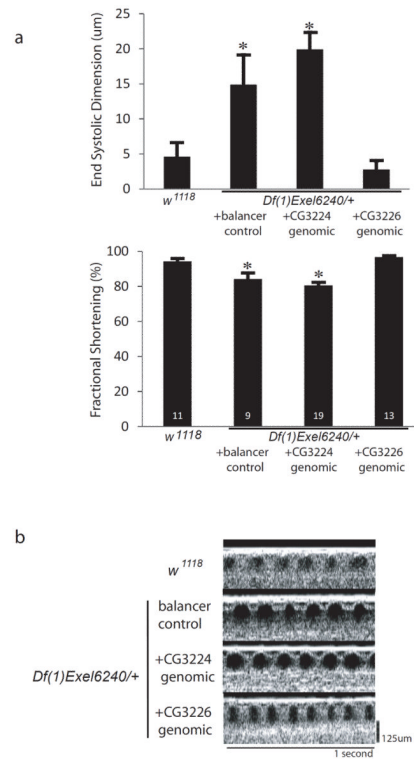 a
End Systolic Dimension (um)
25
20
15
10
5
0
*
*
w1118
Df(1)Exel6240/+
+balancer control
+CG3224 genomic
+CG3226 genomic
Fractional Shortening (%)
100
80
60
40
20
0
*
*
11
9
19
13
w1118
Df(1)Exel6240/+
+balancer control
+CG3224 genomic
+CG3226 genomic
b
w1118
Df(1)Exel6240/+
balancer control
+CG3224 genomic
+CG3226 genomic
125um
1 second